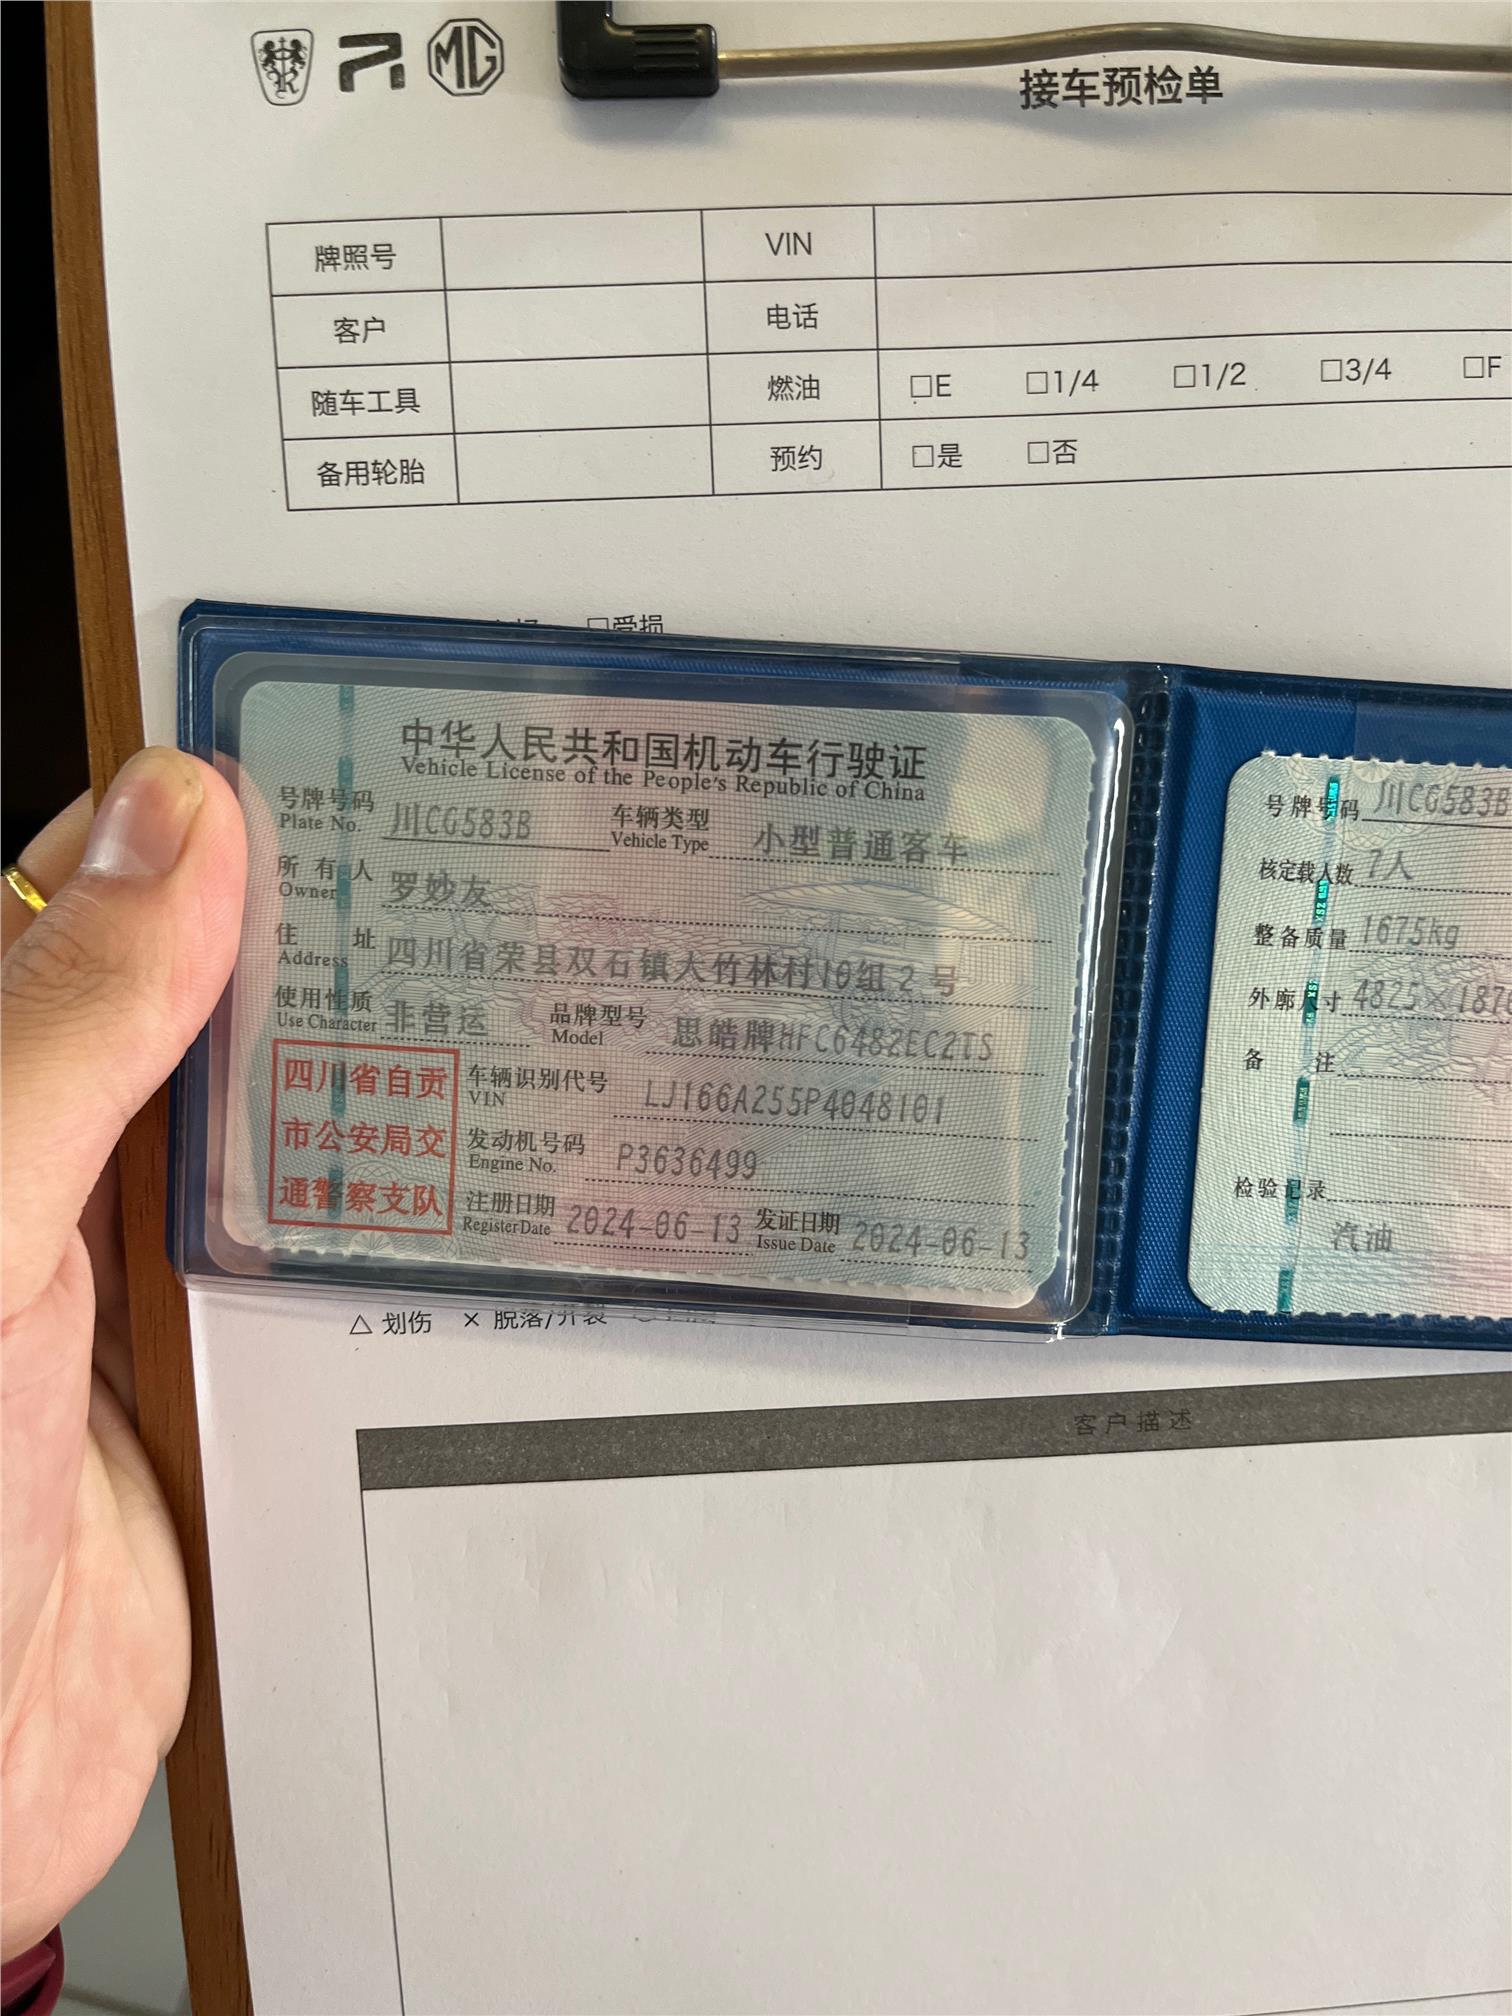 MG
接车预检单
牌照号 VIN
客户 电话
随车工具 燃油 □E □1/4 □1/2 □3/4 □F
备用轮胎 预约 □是 □否
□受损
中华人民共和国机动车行驶证
Vehicle License of the People's Republic of China
号牌号码 川CG583B 车辆类型 小型普通客车
Plate No. Vehicle Type
所有人 罗妙友
Owner
住址 四川省荣县双石镇大竹林村10组2号
Address
使用性质 非营运 品牌型号 思皓牌HFC6482EC2TS
Use Character Model
四川省自贡
市公安局交
通警察支队
车辆识别代号 LJ166A255P4048101
VIN
发动机号码 P3636499
Engine No.
注册日期 2024-06-13 发证日期 2024-06-13
Register Date Issue Date
号牌号码 川CG583B
核定载人数 7人
整备质量 1675kg
外廓尺寸 4825×187
备注
检验记录
汽油
△ 划伤 × 脱落/开裂
客户描述